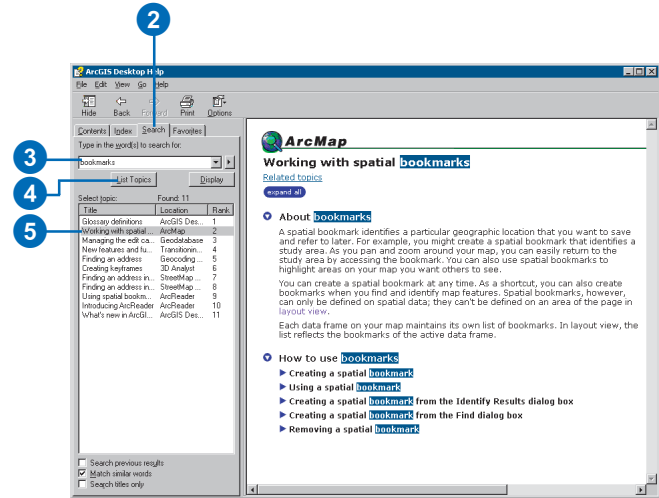 2
ArcGIS Desktop Help
File Edit View Go Help
Hide Back Forward Print Options
Contents Index Search Favorites
Type in the word(s) to search for:
3
bookmarks
4
List Topics Display
Select topic: Found: 11
5
Title Location Rank
Glossary definitions ArcGIS Des... 1
Working with spatial ... ArcMap 2
Managing the edit ca... Geodatabase 3
New features and fu... Transitionin... 4
Finding an address Geocoding ... 5
Creating keyframes 3D Analyst 6
Finding an address in... StreetMap ... 7
Finding an address in... StreetMap ... 8
Using spatial bookm... ArcReader 9
Introducing ArcReader ArcReader 10
What's new in ArcGI... ArcGIS Des... 11
Search previous results
Match similar words
Search titles only
ArcMap
Working with spatial bookmarks
Related topics
expand all
About bookmarks
A spatial bookmark identifies a particular geographic location that you want to save
and refer to later. For example, you might create a spatial bookmark that identifies a
study area. As you pan and zoom around your map, you can easily return to the
study area by accessing the bookmark. You can also use spatial bookmarks to
highlight areas on your map you want others to see.
You can create a spatial bookmark at any time. As a shortcut, you can also create
bookmarks when you find and identify map features. Spatial bookmarks, however,
can only be defined on spatial data; they can't be defined on an area of the page in
layout view.
Each data frame on your map maintains its own list of bookmarks. In layout view, the
list reflects the bookmarks of the active data frame.
How to use bookmarks
Creating a spatial bookmark
Using a spatial bookmark
Creating a spatial bookmark from the Identify Results dialog box
Creating a spatial bookmark from the Find dialog box
Removing a spatial bookmark